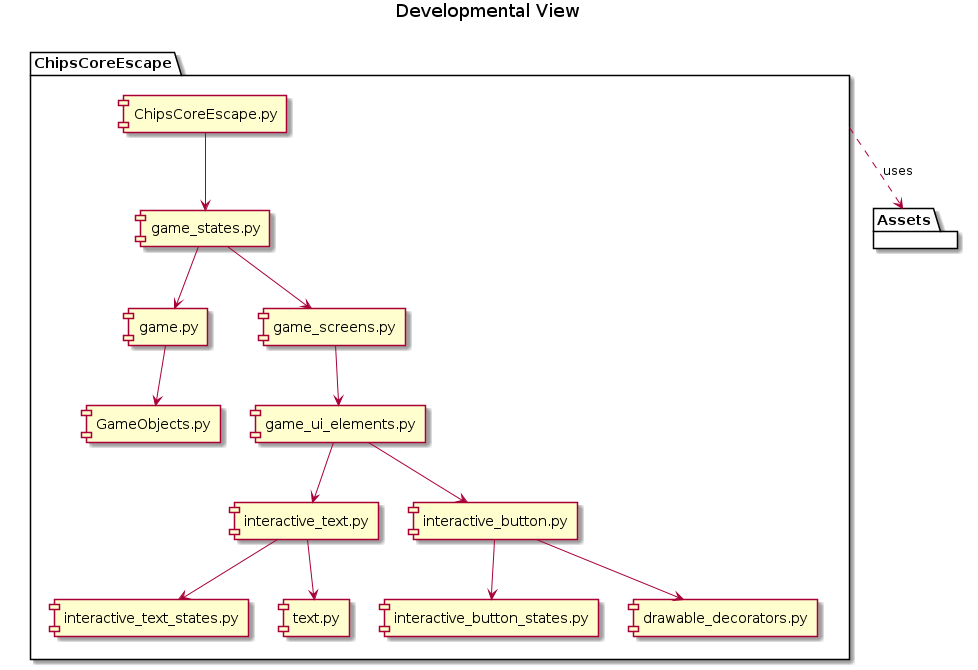 Developmental View
ChipsCoreEscape
ChipsCoreEscape.py
uses
game_states.py
Assets
game.py
game_screens.py
GameObjects.py
game_ui_elements.py
interactive_text.py
interactive_button.py
interactive_text_states.py
text.py
interactive_button_states.py
drawable_decorators.py